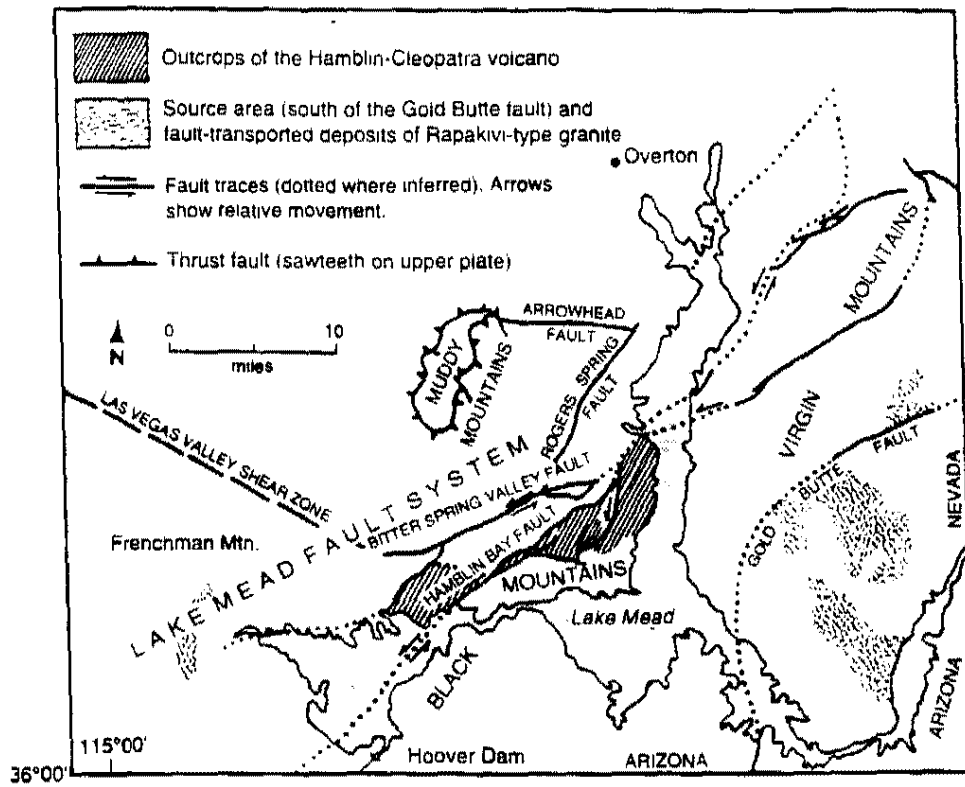 Outcrops of the Hamblin-Cleopatra volcano
Source area (south of the Gold Butte fault) and
fault-transported deposits of Rapakivi-type granite
Fault traces (dotted where inferred). Arrows
show relative movement.
Thrust fault (sawteeth on upper plate)
Overton
N
0 10
miles
MUDDY
MOUNTAINS
ARROWHEAD
FAULT
ROGERS SPRING
FAULT
MOUNTAINS
VIRGIN
LAS VEGAS VALLEY SHEAR ZONE
LAKE MEAD FAULT SYSTEM
BITTER SPRING VALLEY FAULT
HAMBLIN BAY FAULT
Frenchman Mtn.
GOLD BUTTE FAULT
NEVADA
ARIZONA
BLACK
MOUNTAINS
Lake Mead
Hoover Dam
ARIZONA
115°00'
36°00'